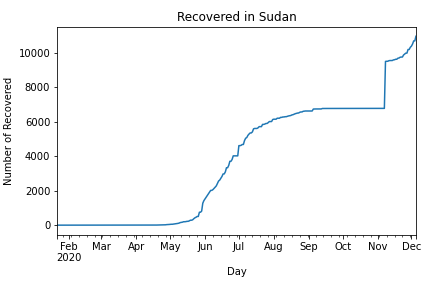 Recovered in Sudan
Number of Recovered
10000
8000
6000
4000
2000
0
Feb Mar Apr May Jun Jul Aug Sep Oct Nov Dec
2020
Day